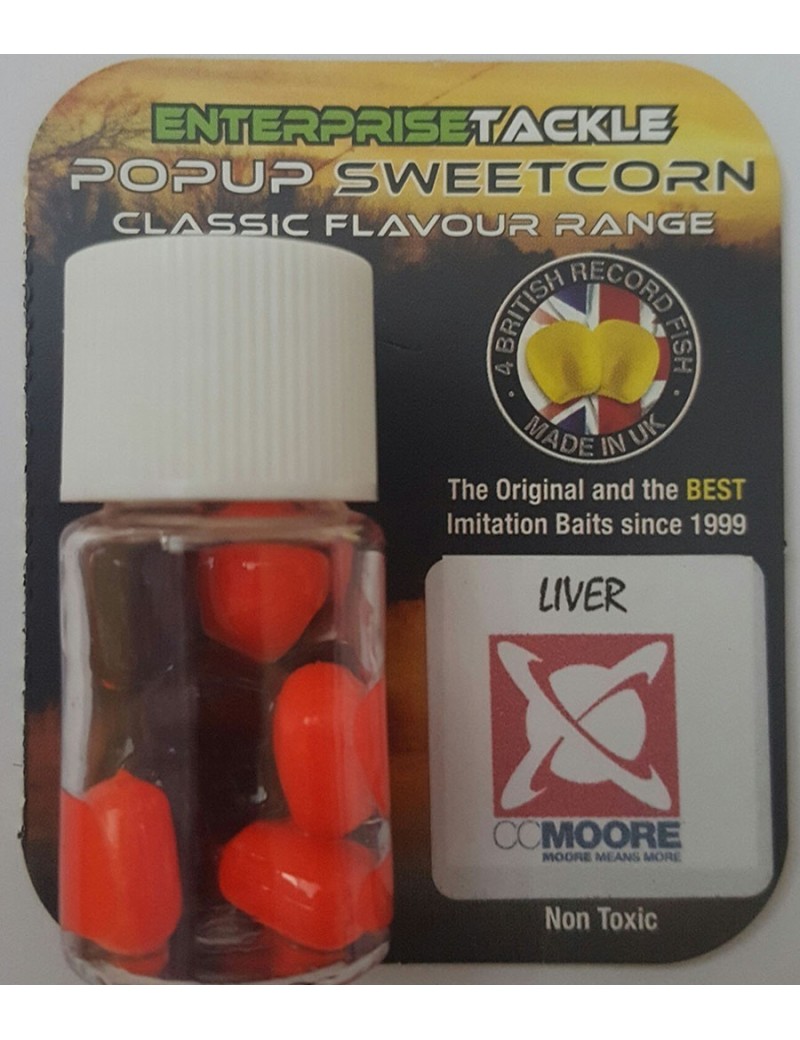 ENTERPRISETACKLE
POPUP SWEETCORN
CLASSIC FLAVOUR RANGE
4 BRITISH RECORD FISH
MADE IN UK
The Original and the BEST
Imitation Baits since 1999
LIVER
CCMOORE
MOORE MEANS MORE
Non Toxic